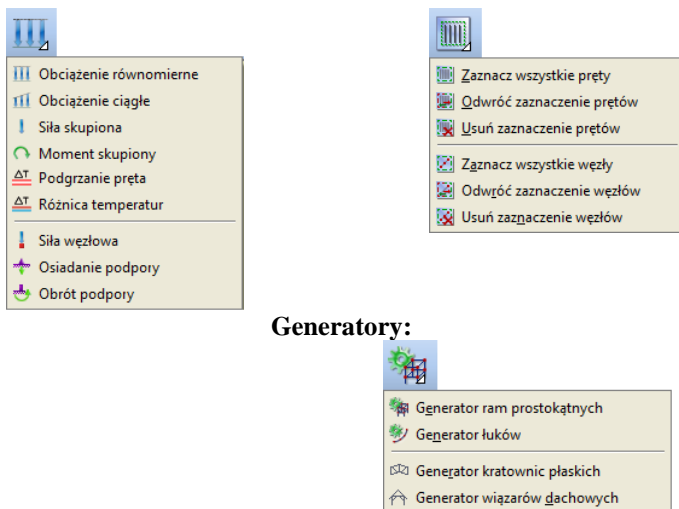 Obciążenie równomierne
Obciążenie ciągłe
Siła skupiona
Moment skupiony
ΔT Podgrzanie pręta
ΔT Różnica temperatur
Siła węzłowa
Osiadanie podpory
Obrót podpory
Zaznacz wszystkie pręty
Odwróć zaznaczenie prętów
Usuń zaznaczenie prętów
Zaznacz wszystkie węzły
Odwróć zaznaczenie węzłów
Usuń zaznaczenie węzłów
Generatory:
Generator ram prostokątnych
Generator łuków
Generator kratownic płaskich
Generator wiązarów dachowych